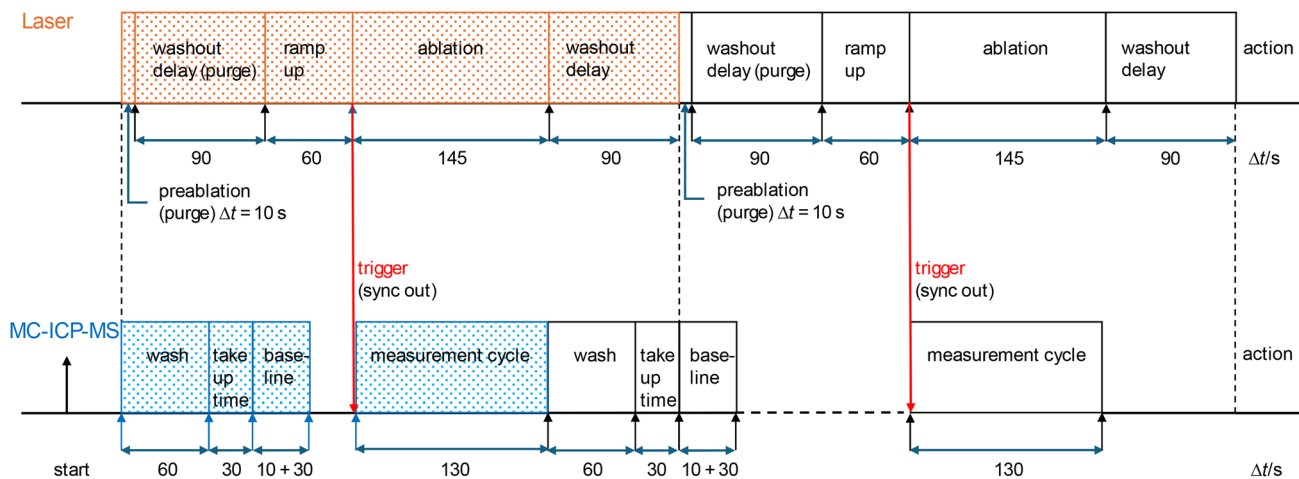 Laser
washout
delay (purge)
ramp
up
ablation
washout
delay
washout
delay (purge)
ramp
up
ablation
washout
delay
action
90
60
145
90
90
60
145
90
Δt/s
preablation
(purge) Δt = 10 s
preablation
(purge) Δt = 10 s
trigger
(sync out)
trigger
(sync out)
MC-ICP-MS
wash
take
up
time
base-
line
measurement cycle
wash
take
up
time
base-
line
measurement cycle
action
start
60
30
10 + 30
130
60
30
10 + 30
130
Δt/s